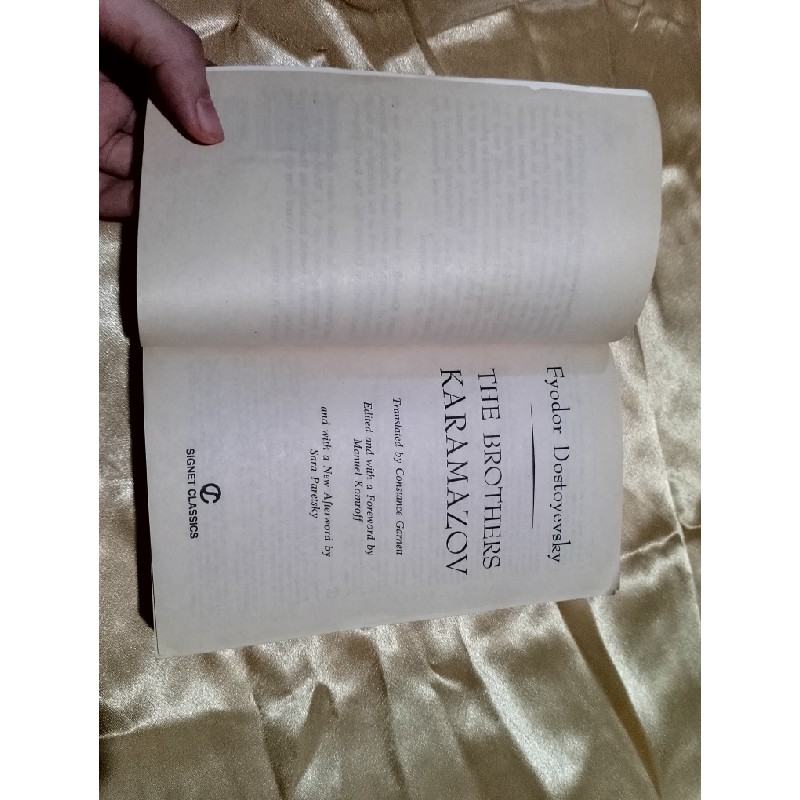 Fyodor Dostoyevsky
THE BROTHERS
KARAMAZOV
Translated by Constance Garnett
Edited and with a Foreword by
Manuel Komroff
and with a New Afterword by
Sara Paretsky
SIGNET CLASSICS